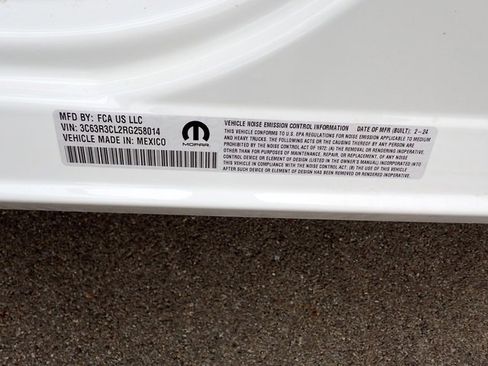 MFD BY: FCA US LLC
VIN: 3C63R3CL2RG258014
VEHICLE MADE IN: MEXICO
MOPAR
VEHICLE NOISE EMISSION CONTROL INFORMATION DATE OF MFR (BUILT): 2-24
THIS VEHICLE CONFORMS TO U.S. EPA REGULATIONS FOR NOISE EMISSION APPLICABLE TO MEDIUM
AND HEAVY TRUCKS. THE FOLLOWING ACTS OR THE CAUSING THEREOF BY ANY PERSON ARE
PROHIBITED BY THE NOISE CONTROL ACT OF 1972. (A) THE REMOVAL OR RENDERING INOPERATIVE,
OTHER THAN FOR PURPOSES OF MAINTENANCE, REPAIR, OR REPLACEMENT, OF ANY NOISE
CONTROL DEVICE OR ELEMENT OF DESIGN (LISTED IN THE OWNER'S MANUAL) INCORPORATED INTO
THIS VEHICLE IN COMPLIANCE WITH THE NOISE CONTROL ACT. (B) THE USE OF THIS VEHICLE
AFTER SUCH DEVICE OR ELEMENT OF DESIGN HAS BEEN REMOVED OR RENDERED INOPERATIVE.